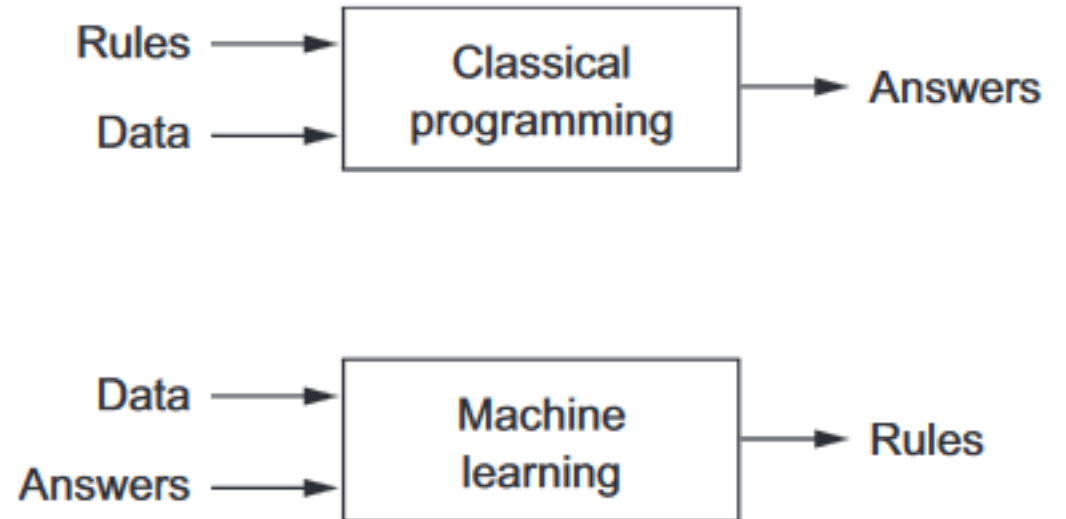 Rules
Data
Classical
programming
Answers
Data
Answers
Machine
learning
Rules